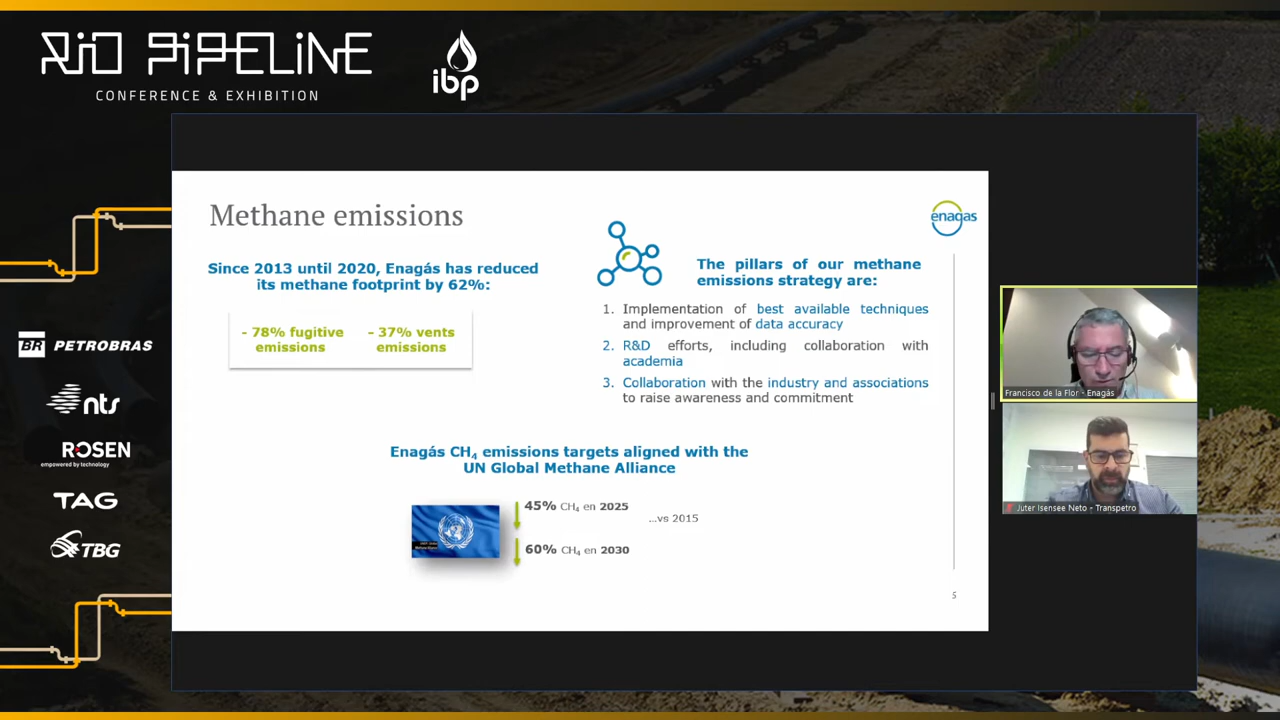 RiO PiPELiNE
CONFERENCE & EXHIBITION
ibp
Methane emissions
enagas
Since 2013 until 2020, Enagás has reduced
its methane footprint by 62%:
- 78% fugitive
emissions
- 37% vents
emissions
The pillars of our methane
emissions strategy are:
1. Implementation of best available techniques
and improvement of data accuracy
2. R&D efforts, including collaboration with
academia
3. Collaboration with the industry and associations
to raise awareness and commitment
Enagás CH₄ emissions targets aligned with the
UN Global Methane Alliance
45% CH₄ en 2025
...vs 2015
60% CH₄ en 2030
5
BR PETROBRAS
nts
ROSEN
empowered by technology
TAG
TBG
Francisco de la Flor - Enagás
Juter Isensee Neto - Transpetro